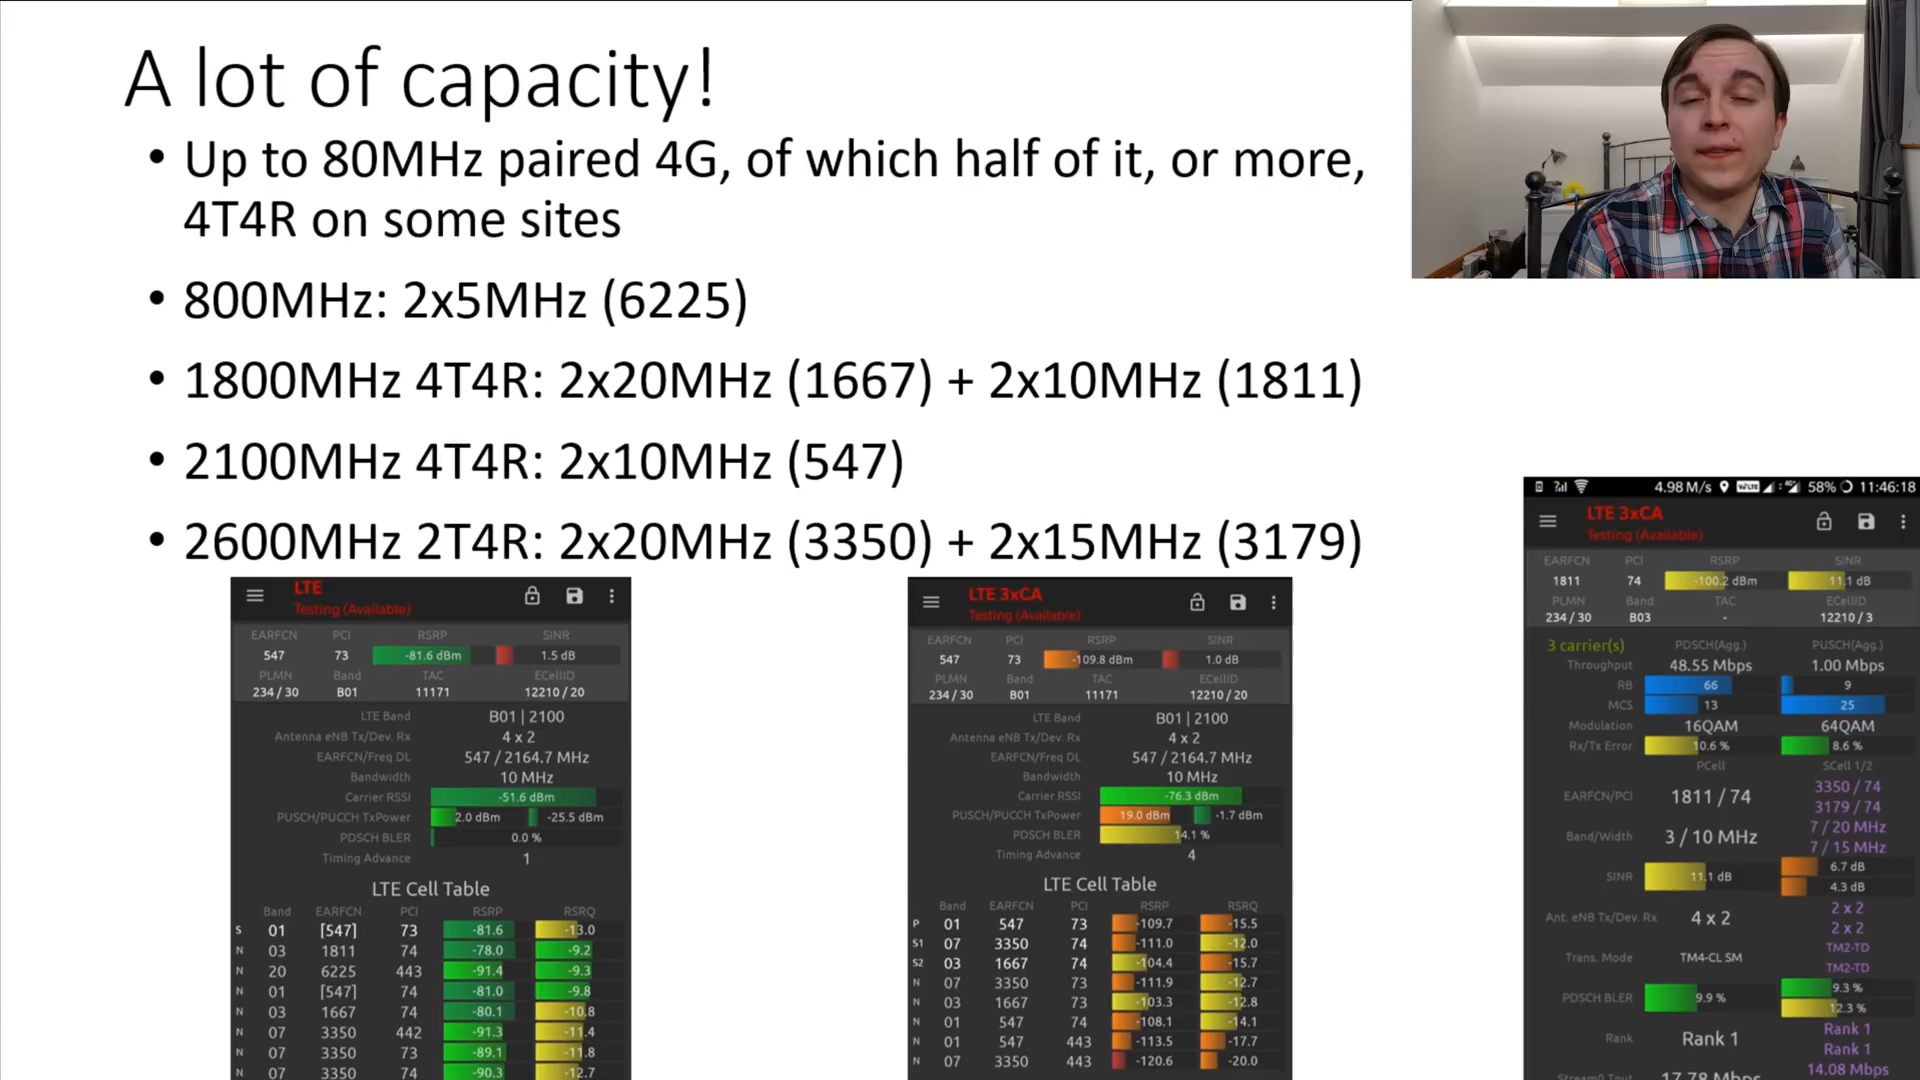 A lot of capacity!
• Up to 80MHz paired 4G, of which half of it, or more,
4T4R on some sites
• 800MHz: 2x5MHz (6225)
• 1800MHz 4T4R: 2x20MHz (1667) + 2x10MHz (1811)
• 2100MHz 4T4R: 2x10MHz (547)
• 2600MHz 2T4R: 2x20MHz (3350) + 2x15MHz (3179)
LTE
Testing (Available)
EARFCN PCI RSRP SINR
547 73 -81.6 dBm 1.5 dB
PLMN Band TAC ECellID
234 / 30 B01 11171 12210 / 20
LTE Band B01 | 2100
Antenna eNB Tx/Dev. Rx 4 x 2
EARFCN/Freq DL 547 / 2164.7 MHz
Bandwidth 10 MHz
Carrier RSSI -51.6 dBm
PUSCH/PUCCH TxPower 2.0 dBm -25.5 dBm
PDSCH BLER 0.0 %
Timing Advance 1
LTE Cell Table
Band EARFCN PCI RSRP RSRQ
S 01 [547] 73 -81.6 -13.0
N 03 1811 74 -78.0 -9.2
N 20 6225 443 -91.4 -9.3
N 01 [547] 74 -81.0 -9.8
N 03 1667 74 -80.1 -10.8
N 07 3350 442 -91.3 -11.4
N 07 3350 73 -89.1 -11.8
N 07 3350 74 -90.3 -12.7
LTE 3xCA
Testing (Available)
EARFCN PCI RSRP SINR
547 73 -109.8 dBm 1.0 dB
PLMN Band TAC ECellID
234 / 30 B01 11171 12210 / 20
LTE Band B01 | 2100
Antenna eNB Tx/Dev. Rx 4 x 2
EARFCN/Freq DL 547 / 2164.7 MHz
Bandwidth 10 MHz
Carrier RSSI -76.3 dBm
PUSCH/PUCCH TxPower 19.0 dBm -1.7 dBm
PDSCH BLER 14.1 %
Timing Advance 4
LTE Cell Table
Band EARFCN PCI RSRP RSRQ
P 01 547 73 -109.7 -15.5
S1 07 3350 74 -111.0 -12.0
S2 03 1667 74 -104.4 -15.7
N 07 3350 73 -111.9 -12.7
N 03 1667 73 -103.3 -12.8
N 01 547 74 -108.1 -14.1
N 01 547 443 -113.5 -17.7
N 07 3350 443 -120.6 -20.0
4.98 M/s VoLTE 4G 58% 11:46:18
LTE 3xCA
Testing (Available)
EARFCN PCI RSRP SINR
1811 74 -100.2 dBm 11.1 dB
PLMN Band TAC ECellID
234 / 30 B03 - 12210 / 3
3 carrier(s) PDSCH(Agg.) PUSCH(Agg.)
Throughput 48.55 Mbps 1.00 Mbps
RB 66 9
MCS 13 25
Modulation 16QAM 64QAM
Rx/Tx Error 10.6 % 8.6 %
PCell SCell 1/2
EARFCN/PCI 1811 / 74 3350 / 74
3179 / 74
Band/Width 3 / 10 MHz 7 / 20 MHz
7 / 15 MHz
SINR 11.1 dB 6.7 dB
4.3 dB
Ant. eNB Tx/Dev. Rx 4 x 2 2 x 2
2 x 2
Trans. Mode TM4-CL SM TM2-TD
TM2-TD
PDSCH BLER 9.9 % 9.3 %
12.3 %
Rank Rank 1 Rank 1
Rank 1
Stream0 Tput 17.78 Mbps 14.08 Mbps